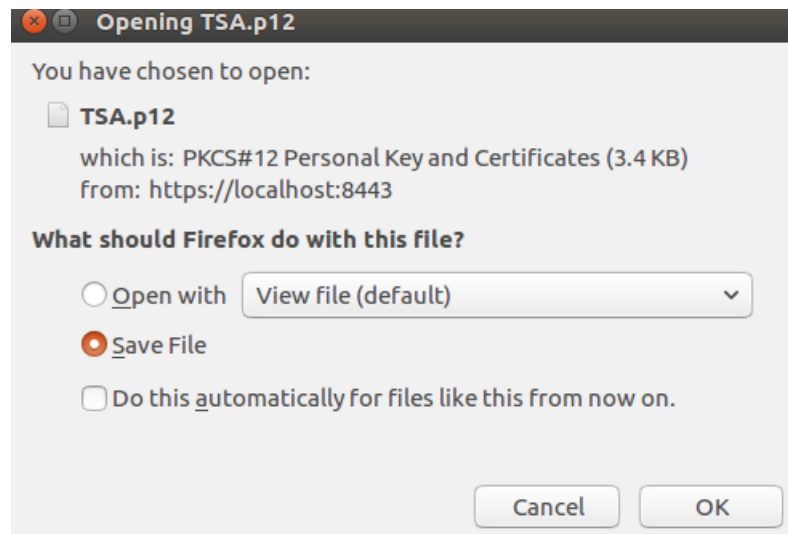 Opening TSA.p12
You have chosen to open:
TSA.p12
which is: PKCS#12 Personal Key and Certificates (3.4 KB)
from: https://localhost:8443
What should Firefox do with this file?
Open with View file (default)
Save File
Do this automatically for files like this from now on.
Cancel OK